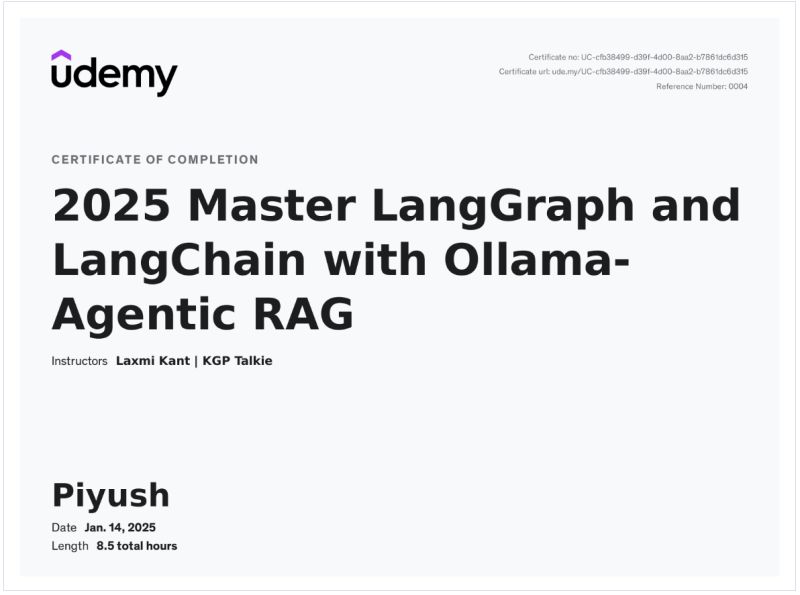 udemy
Certificate no: UC-cfb38499-d39f-4d00-8aa2-b7861dc6d315
Certificate url: ude.my/UC-cfb38499-d39f-4d00-8aa2-b7861dc6d315
Reference Number: 0004
CERTIFICATE OF COMPLETION
2025 Master LangGraph and
LangChain with Ollama-
Agentic RAG
Instructors Laxmi Kant | KGP Talkie
Piyush
Date Jan. 14, 2025
Length 8.5 total hours